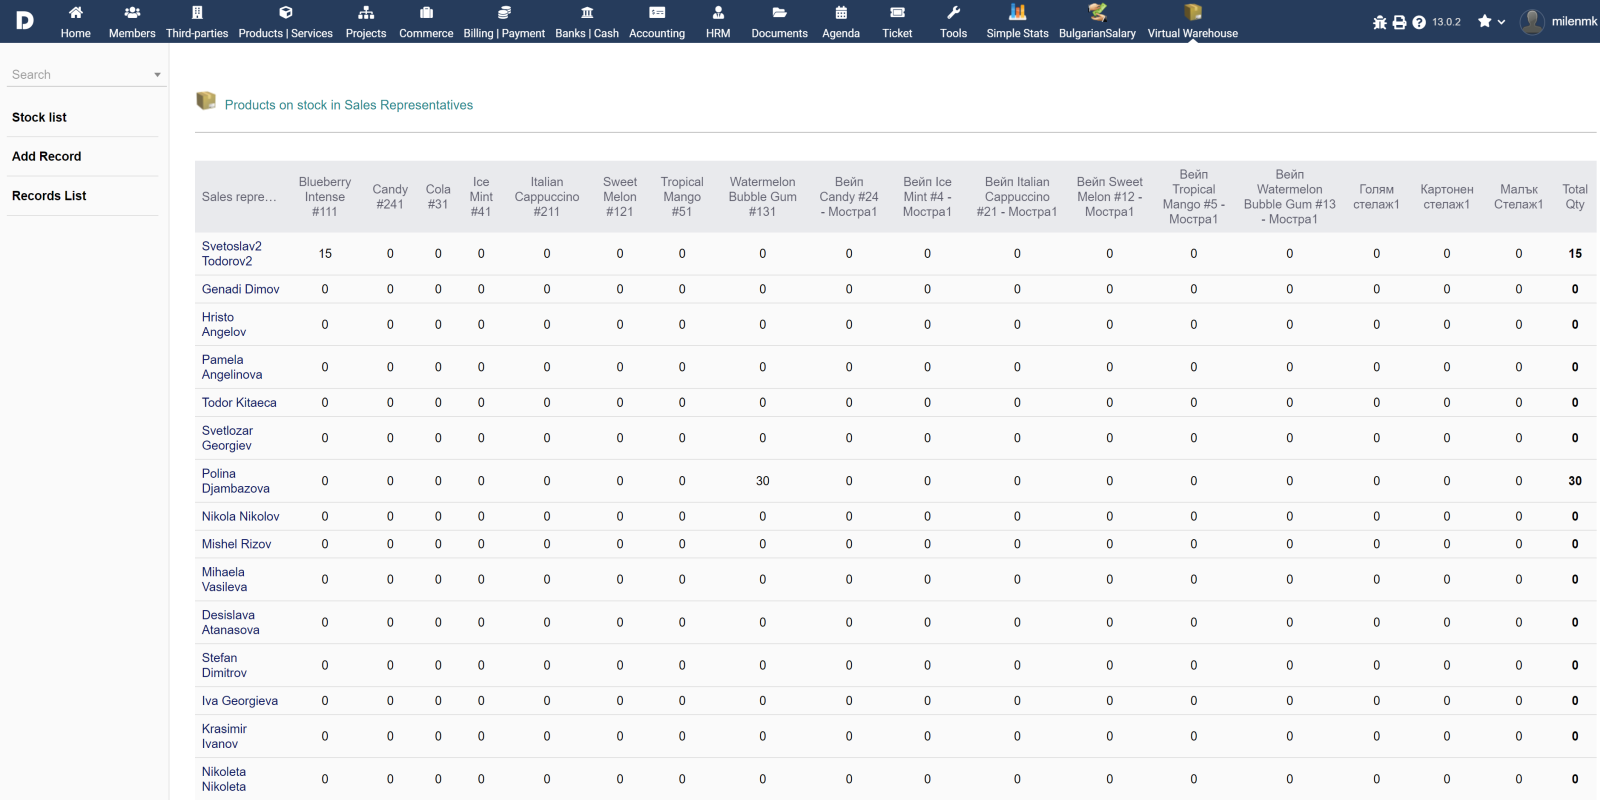 D
Home
Members
Third-parties
Products | Services
Projects
Commerce
Billing | Payment
Banks | Cash
Accounting
HRM
Documents
Agenda
Ticket
Tools
Simple Stats
BulgarianSalary
Virtual Warehouse
13.0.2
milenmk
Search
Stock list
Add Record
Records List
Products on stock in Sales Representatives
Sales repre…
Blueberry
Intense
#111
Candy
#241
Cola
#31
Ice
Mint
#41
Italian
Cappuccino
#211
Sweet
Melon
#121
Tropical
Mango
#51
Watermelon
Bubble Gum
#131
Вейп
Candy #24
- Мостра1
Вейп Ice
Mint #4 -
Мостра1
Вейп Italian
Cappuccino
#21 - Мостра1
Вейп Sweet
Melon #12 -
Мостра1
Вейп
Tropical
Mango #5 -
Мостра1
Вейп
Watermelon
Bubble Gum #13
- Мостра1
Голям
стелаж1
Картонен
стелаж1
Малък
Стелаж1
Total
Qty
Svetoslav2
Todorov2
15 0 0 0 0 0 0 0 0 0 0 0 0 0 0 0 0 15
Genadi Dimov 0 0 0 0 0 0 0 0 0 0 0 0 0 0 0 0 0 0
Hristo
Angelov
0 0 0 0 0 0 0 0 0 0 0 0 0 0 0 0 0 0
Pamela
Angelinova
0 0 0 0 0 0 0 0 0 0 0 0 0 0 0 0 0 0
Todor Kitaeca 0 0 0 0 0 0 0 0 0 0 0 0 0 0 0 0 0 0
Svetlozar
Georgiev
0 0 0 0 0 0 0 0 0 0 0 0 0 0 0 0 0 0
Polina
Djambazova
0 0 0 0 0 0 0 30 0 0 0 0 0 0 0 0 0 30
Nikola Nikolov 0 0 0 0 0 0 0 0 0 0 0 0 0 0 0 0 0 0
Mishel Rizov 0 0 0 0 0 0 0 0 0 0 0 0 0 0 0 0 0 0
Mihaela
Vasileva
0 0 0 0 0 0 0 0 0 0 0 0 0 0 0 0 0 0
Desislava
Atanasova
0 0 0 0 0 0 0 0 0 0 0 0 0 0 0 0 0 0
Stefan
Dimitrov
0 0 0 0 0 0 0 0 0 0 0 0 0 0 0 0 0 0
Iva Georgieva 0 0 0 0 0 0 0 0 0 0 0 0 0 0 0 0 0 0
Krasimir
Ivanov
0 0 0 0 0 0 0 0 0 0 0 0 0 0 0 0 0 0
Nikoleta
Nikoleta
0 0 0 0 0 0 0 0 0 0 0 0 0 0 0 0 0 0